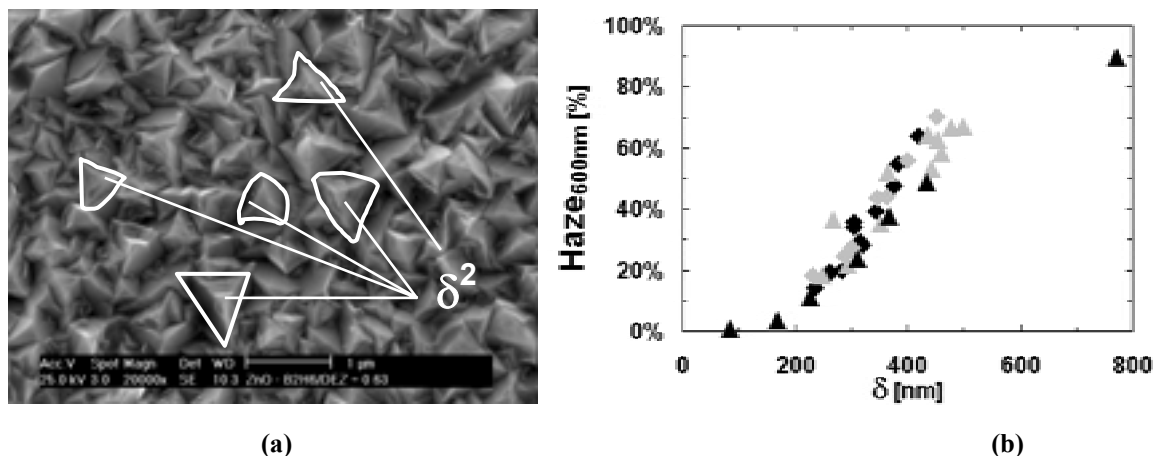 δ²
Acc.V Spot Magn Det WD 1 µm
25.0 kV 3.0 20000x SE 10.3 ZnO - B2H6/DEZ = 0.63
(a)
Haze600nm [%]
100%
80%
60%
40%
20%
0%
0 200 400 600 800
δ [nm]
(b)